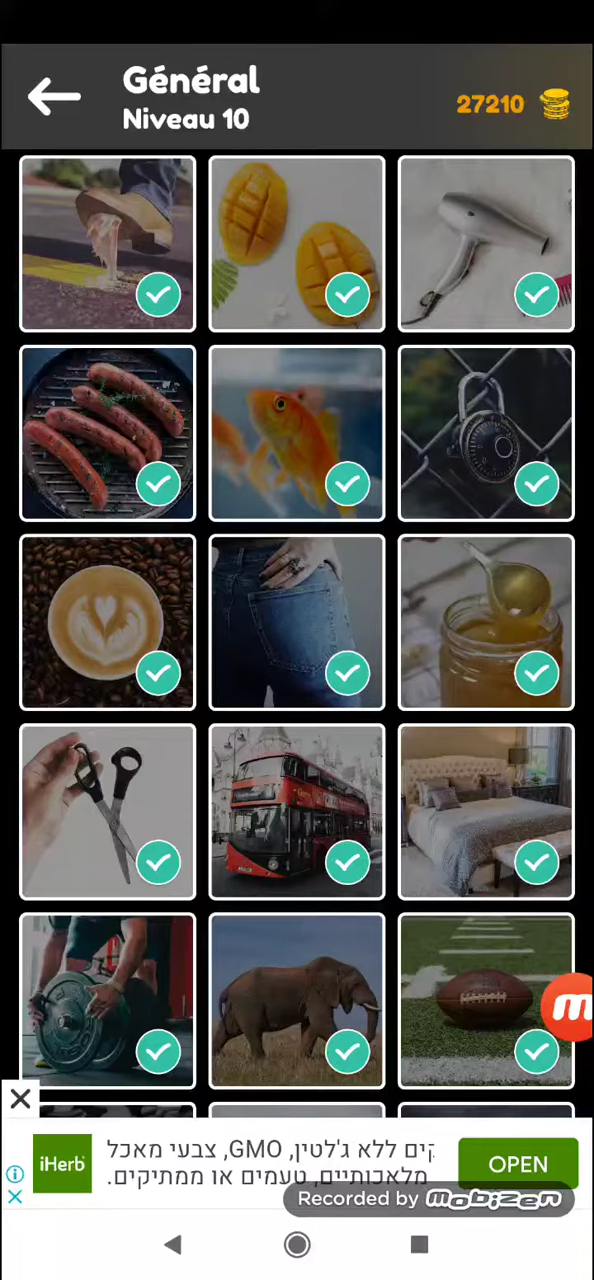 Général
Niveau 10
27210
iHerb
קים ללא ג'לטין, GMO, צבעי מאכל
מלאכותיים, טעמים או ממתיקים.
OPEN
Recorded by mobizen